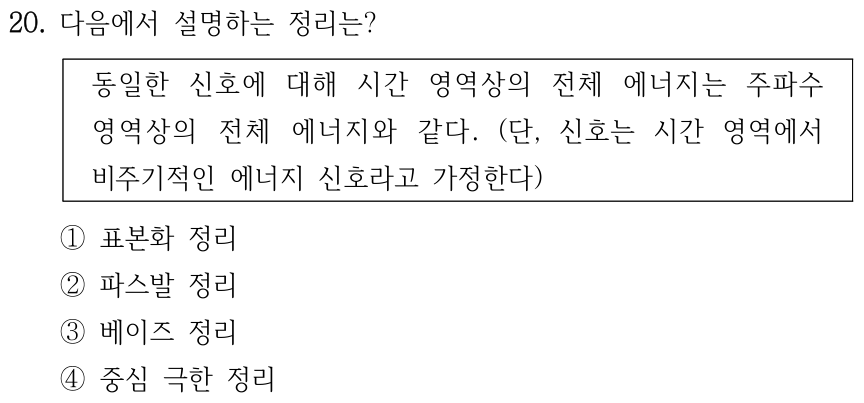 20. 다음에서 설명하는 정리는?
동일한 신호에 대해 시간 영역상의 전체 에너지는 주파수
영역상의 전체 에너지와 같다. (단, 신호는 시간 영역에서
비주기적인 에너지 신호라고 가정한다)
① 표본화 정리
② 파스발 정리
③ 베이즈 정리
④ 중심 극한 정리